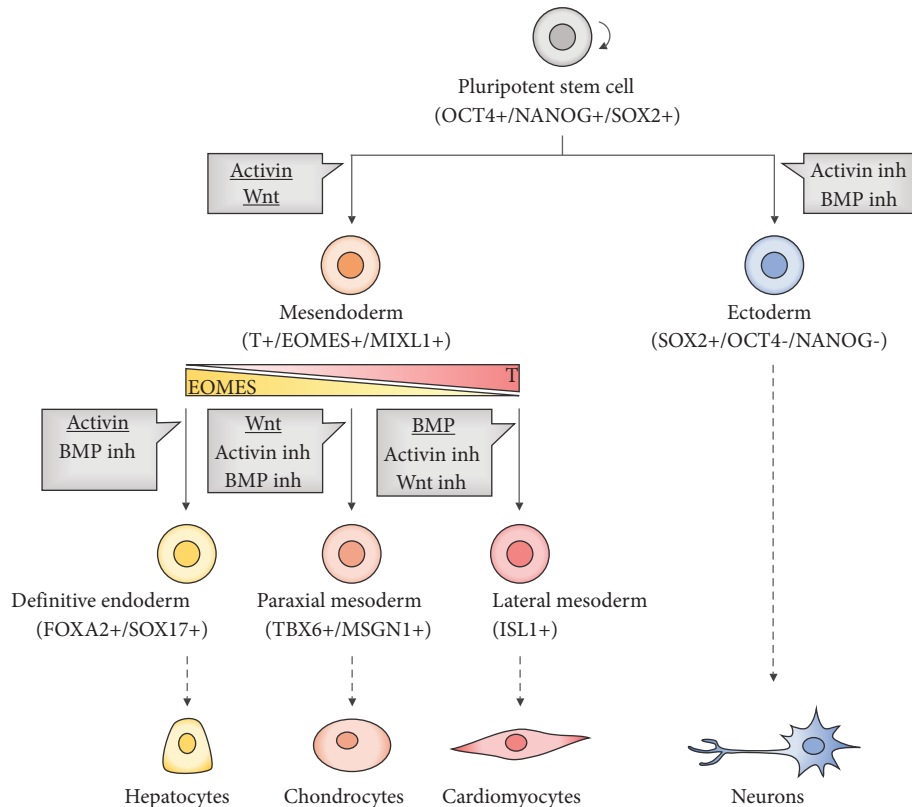 Pluripotent stem cell
(OCT4+/NANOG+/SOX2+)
Activin
Wnt
Activin inh
BMP inh
Mesendoderm
(T+/EOMES+/MIXL1+)
Ectoderm
(SOX2+/OCT4-/NANOG-)
T
EOMES
Activin
BMP inh
Wnt
Activin inh
BMP inh
BMP
Activin inh
Wnt inh
Definitive endoderm
(FOXA2+/SOX17+)
Paraxial mesoderm
(TBX6+/MSGN1+)
Lateral mesoderm
(ISL1+)
Hepatocytes
Chondrocytes
Cardiomyocytes
Neurons